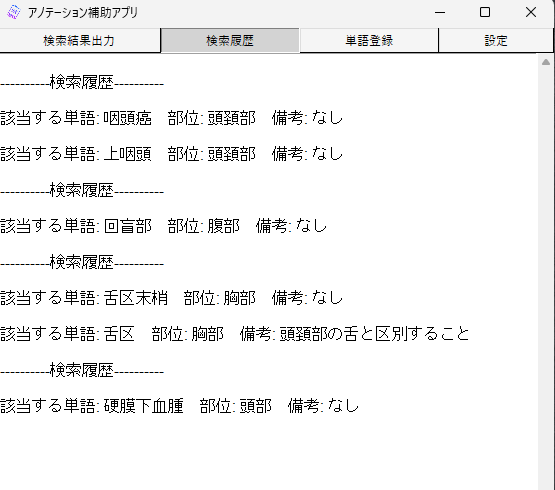 アノテーション補助アプリ
検索結果出力 検索履歴 単語登録 設定
----------検索履歴----------
該当する単語: 咽頭癌　部位: 頭頚部　備考: なし
該当する単語: 上咽頭　部位: 頭頚部　備考: なし
----------検索履歴----------
該当する単語: 回盲部　部位: 腹部　備考: なし
----------検索履歴----------
該当する単語: 舌区末梢　部位: 胸部　備考: なし
該当する単語: 舌区　部位: 胸部　備考: 頭頚部の舌と区別すること
----------検索履歴----------
該当する単語: 硬膜下血腫　部位: 頭部　備考: なし